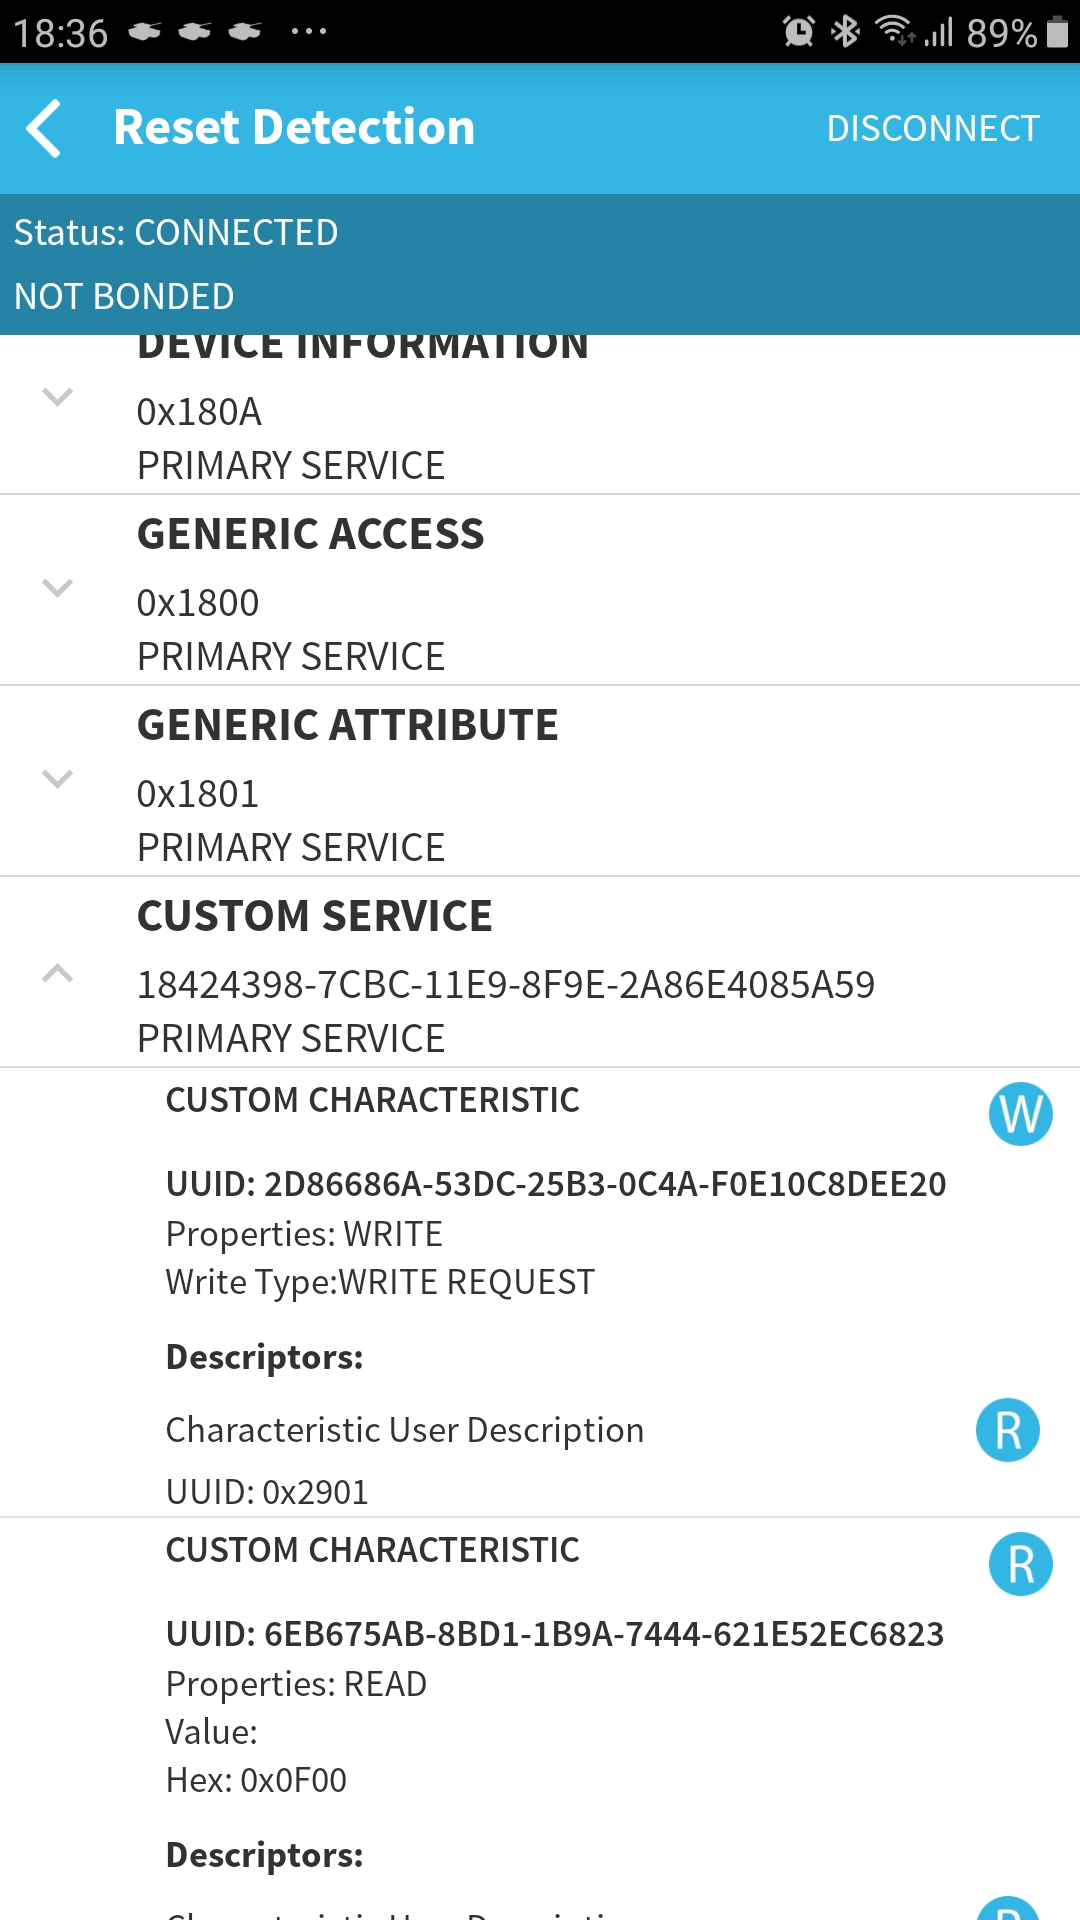 18:36 89%
Reset Detection DISCONNECT
Status: CONNECTED
NOT BONDED
DEVICE INFORMATION
0x180A
PRIMARY SERVICE
GENERIC ACCESS
0x1800
PRIMARY SERVICE
GENERIC ATTRIBUTE
0x1801
PRIMARY SERVICE
CUSTOM SERVICE
18424398-7CBC-11E9-8F9E-2A86E4085A59
PRIMARY SERVICE
CUSTOM CHARACTERISTIC W
UUID: 2D86686A-53DC-25B3-0C4A-F0E10C8DEE20
Properties: WRITE
Write Type:WRITE REQUEST
Descriptors:
Characteristic User Description R
UUID: 0x2901
CUSTOM CHARACTERISTIC R
UUID: 6EB675AB-8BD1-1B9A-7444-621E52EC6823
Properties: READ
Value:
Hex: 0x0F00
Descriptors: